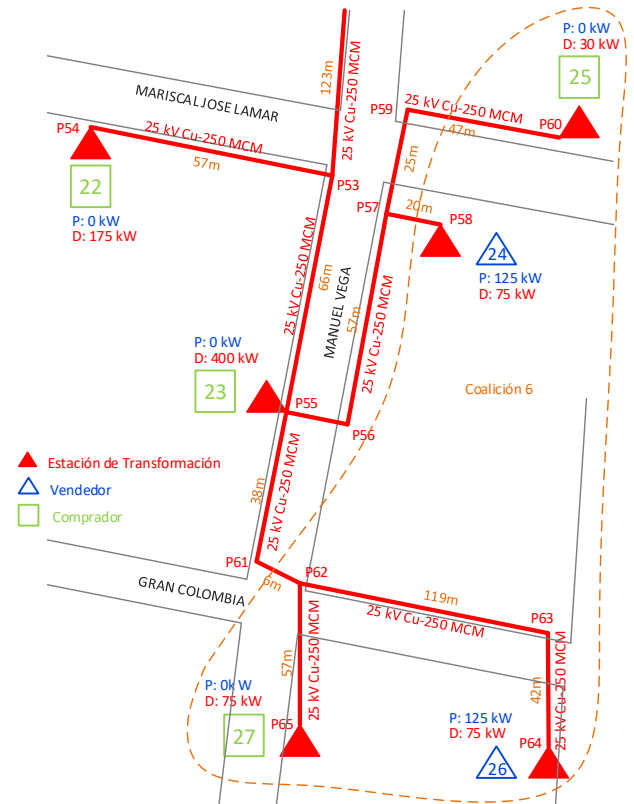 P: 0 kW
D: 30 kW
25
123m
25 kV Cu-250 MCM
MARISCAL JOSE LAMAR
P59
25 kV Cu-250 MCM
P60
47m
P54
25 kV Cu-250 MCM
57m
25m
P53
22
P: 0 kW
D: 175 kW
P57
20m
P58
24
P: 125 kW
D: 75 kW
25 kV Cu-250 MCM
66m
MANUEL VEGA
57m
25 kV Cu-250 MCM
P: 0 kW
D: 400 kW
23
P55
P56
Coalición 6
Estación de Transformación
Vendedor
Comprador
38m
25 kV Cu-250 MCM
P61
6m
P62
GRAN COLOMBIA
119m
25 kV Cu-250 MCM
P63
57m
25 kV Cu-250 MCM
42m
25 kV Cu-250 MCM
P: 0k W
D: 75 kW
27
P65
P: 125 kW
D: 75 kW
P64
26